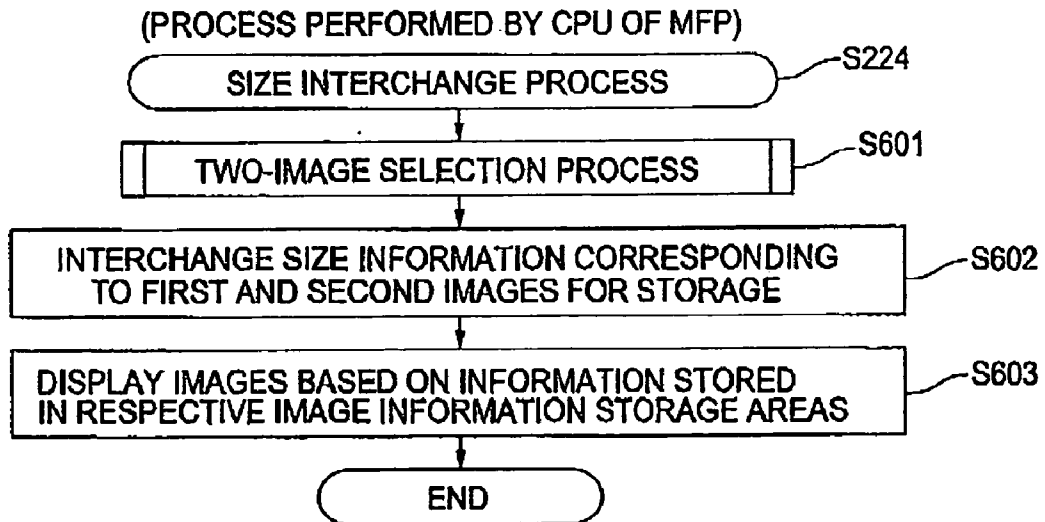 (PROCESS PERFORMED BY CPU OF MFP)
SIZE INTERCHANGE PROCESS
S224
TWO-IMAGE SELECTION PROCESS
S601
INTERCHANGE SIZE INFORMATION CORRESPONDING
TO FIRST AND SECOND IMAGES FOR STORAGE
S602
DISPLAY IMAGES BASED ON INFORMATION STORED
IN RESPECTIVE IMAGE INFORMATION STORAGE AREAS
S603
END